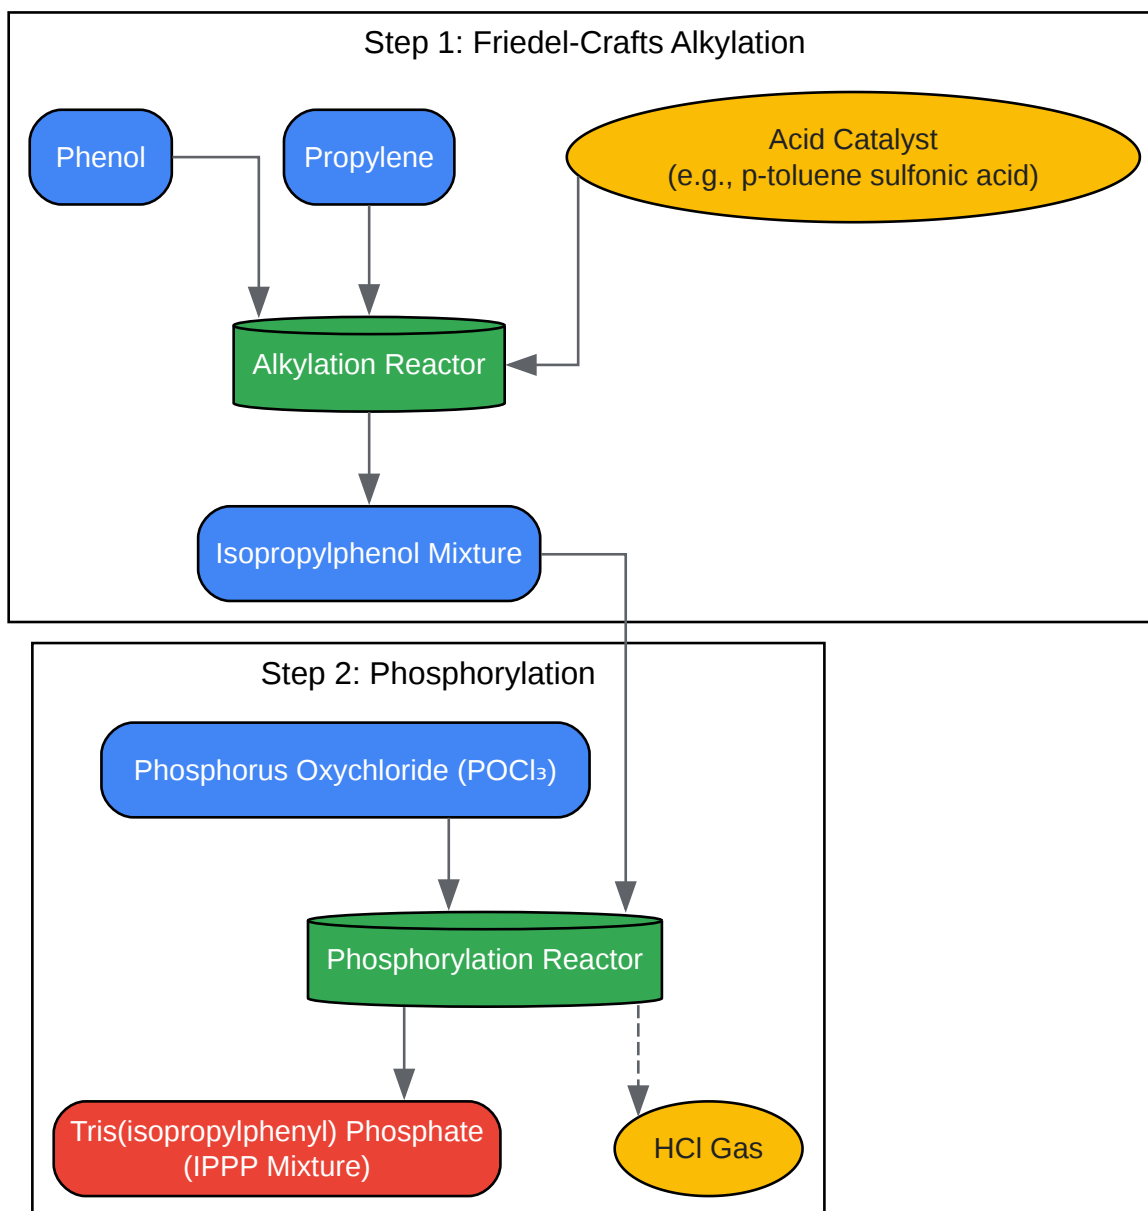 Step 1: Friedel-Crafts Alkylation
Phenol
Propylene
Acid Catalyst
(e.g., p-toluene sulfonic acid)
Alkylation Reactor
Isopropylphenol Mixture
Step 2: Phosphorylation
Phosphorus Oxychloride (POCl₃)
Phosphorylation Reactor
Tris(isopropylphenyl) Phosphate
(IPPP Mixture)
HCl Gas